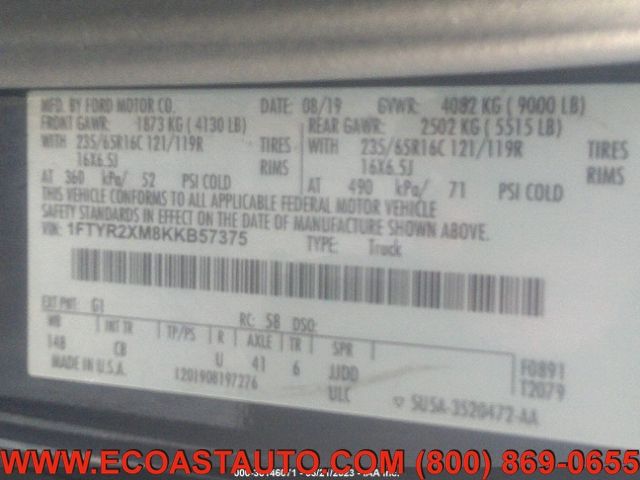 MFD. BY FORD MOTOR CO. DATE: 08/19 GVWR: 4082 KG ( 9000 LB)
FRONT GAWR: 1873 KG ( 4130 LB) REAR GAWR: 2502 KG ( 5515 LB)
WITH 235/65R16C 121/119R TIRES WITH 235/65R16C 121/119R TIRES
16X6.5J RIMS 16X6.5J RIMS
AT 360 kPa/ 52 PSI COLD AT 490 kPa/ 71 PSI COLD
THIS VEHICLE CONFORMS TO ALL APPLICABLE FEDERAL MOTOR VEHICLE
SAFETY STANDARDS IN EFFECT ON THE DATE OF MANUFACTURE SHOWN ABOVE.
VIN: 1FTYR2XM8KKB57375
TYPE: Truck
EXT PNT: G1 RC: 58 DSO:
WB INT TR TP/PS R AXLE TR SPR
148 CB U 41 6 JJDD
F0891
T2079
MADE IN U.S.A. 1201908197276 ULC
5U5A-3520472-AA
WWW.ECOASTAUTO.COM (800) 869-0655